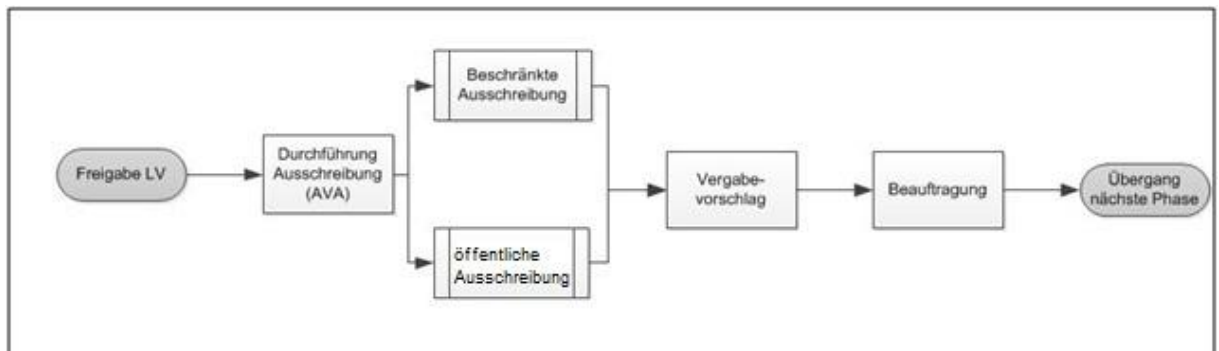 Freigabe LV
Durchführung
Ausschreibung
(AVA)
Beschränkte
Ausschreibung
öffentliche
Ausschreibung
Vergabe-
vorschlag
Beauftragung
Übergang
nächste Phase